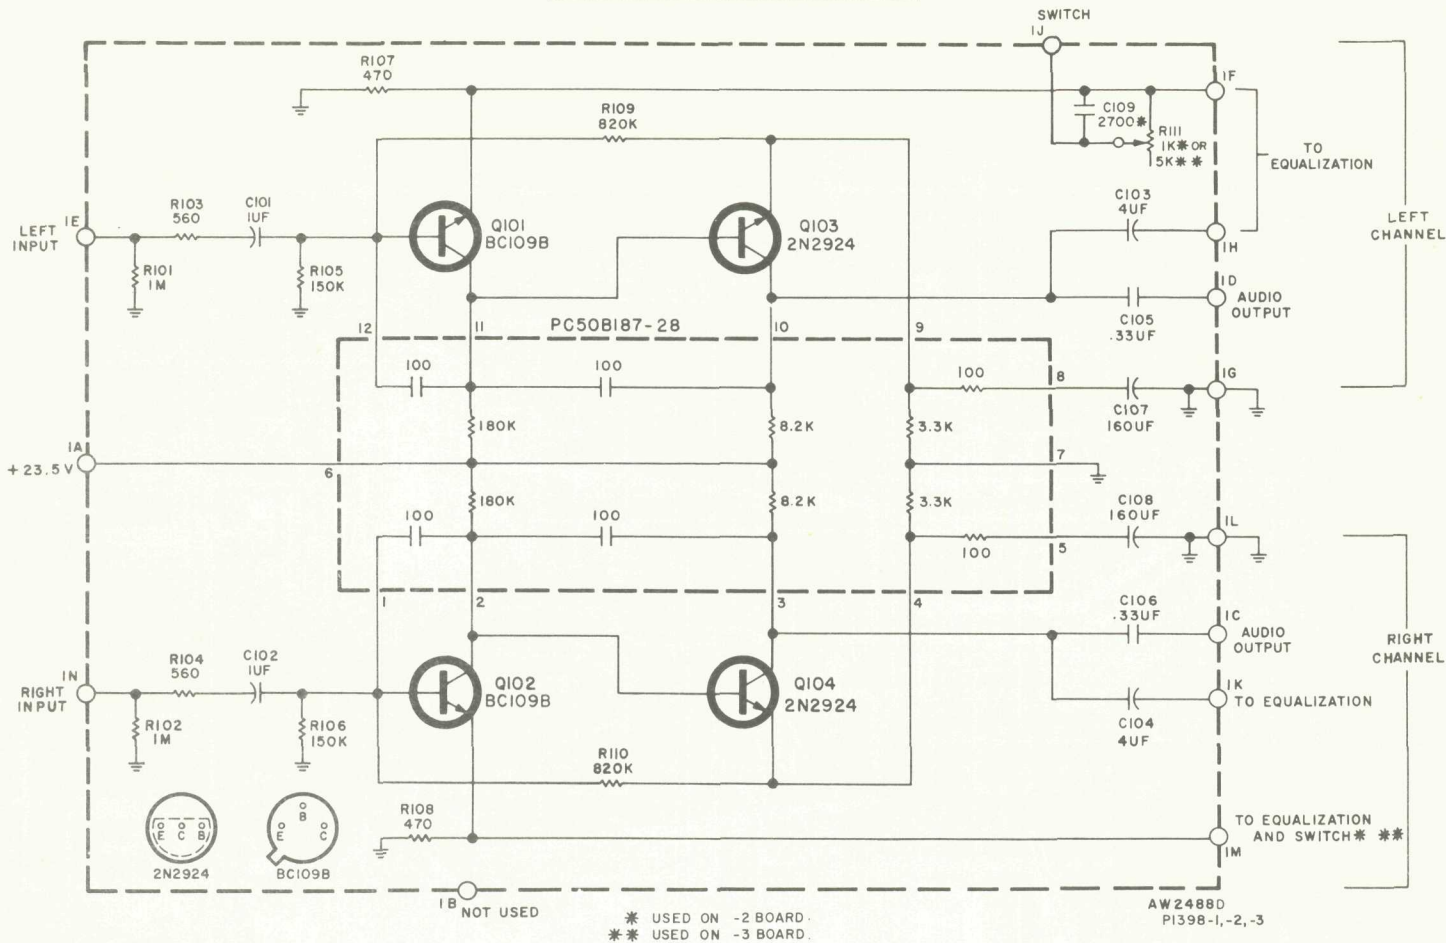 SWITCH
1J
R107
470
1F
R109
820K
C109
2700*
R111
1K* OR
5K**
TO
EQUALIZATION
R103
560
C101
1UF
1E
LEFT
INPUT
Q101
BC109B
Q103
2N2924
C103
4UF
LEFT
CHANNEL
R101
1M
R105
150K
1H
1D
AUDIO
OUTPUT
C105
.33UF
12
11
PC50B187-28
10
9
100
100
100
8
1G
C107
160UF
180K
8.2K
3.3K
1A
+23.5V
6
7
180K
8.2K
3.3K
C108
160UF
1L
100
100
100
5
1
2
3
4
C106
.33UF
1C
AUDIO
OUTPUT
RIGHT
CHANNEL
R104
560
C102
1UF
1N
RIGHT
INPUT
Q102
BC109B
Q104
2N2924
1K
TO EQUALIZATION
C104
4UF
R102
1M
R106
150K
R110
820K
R108
470
E C B
2N2924
B
E C
BC109B
TO EQUALIZATION
AND SWITCH* **
1M
1B
NOT USED
* USED ON -2 BOARD.
** USED ON -3 BOARD.
AW2488D
P1398-1,-2,-3